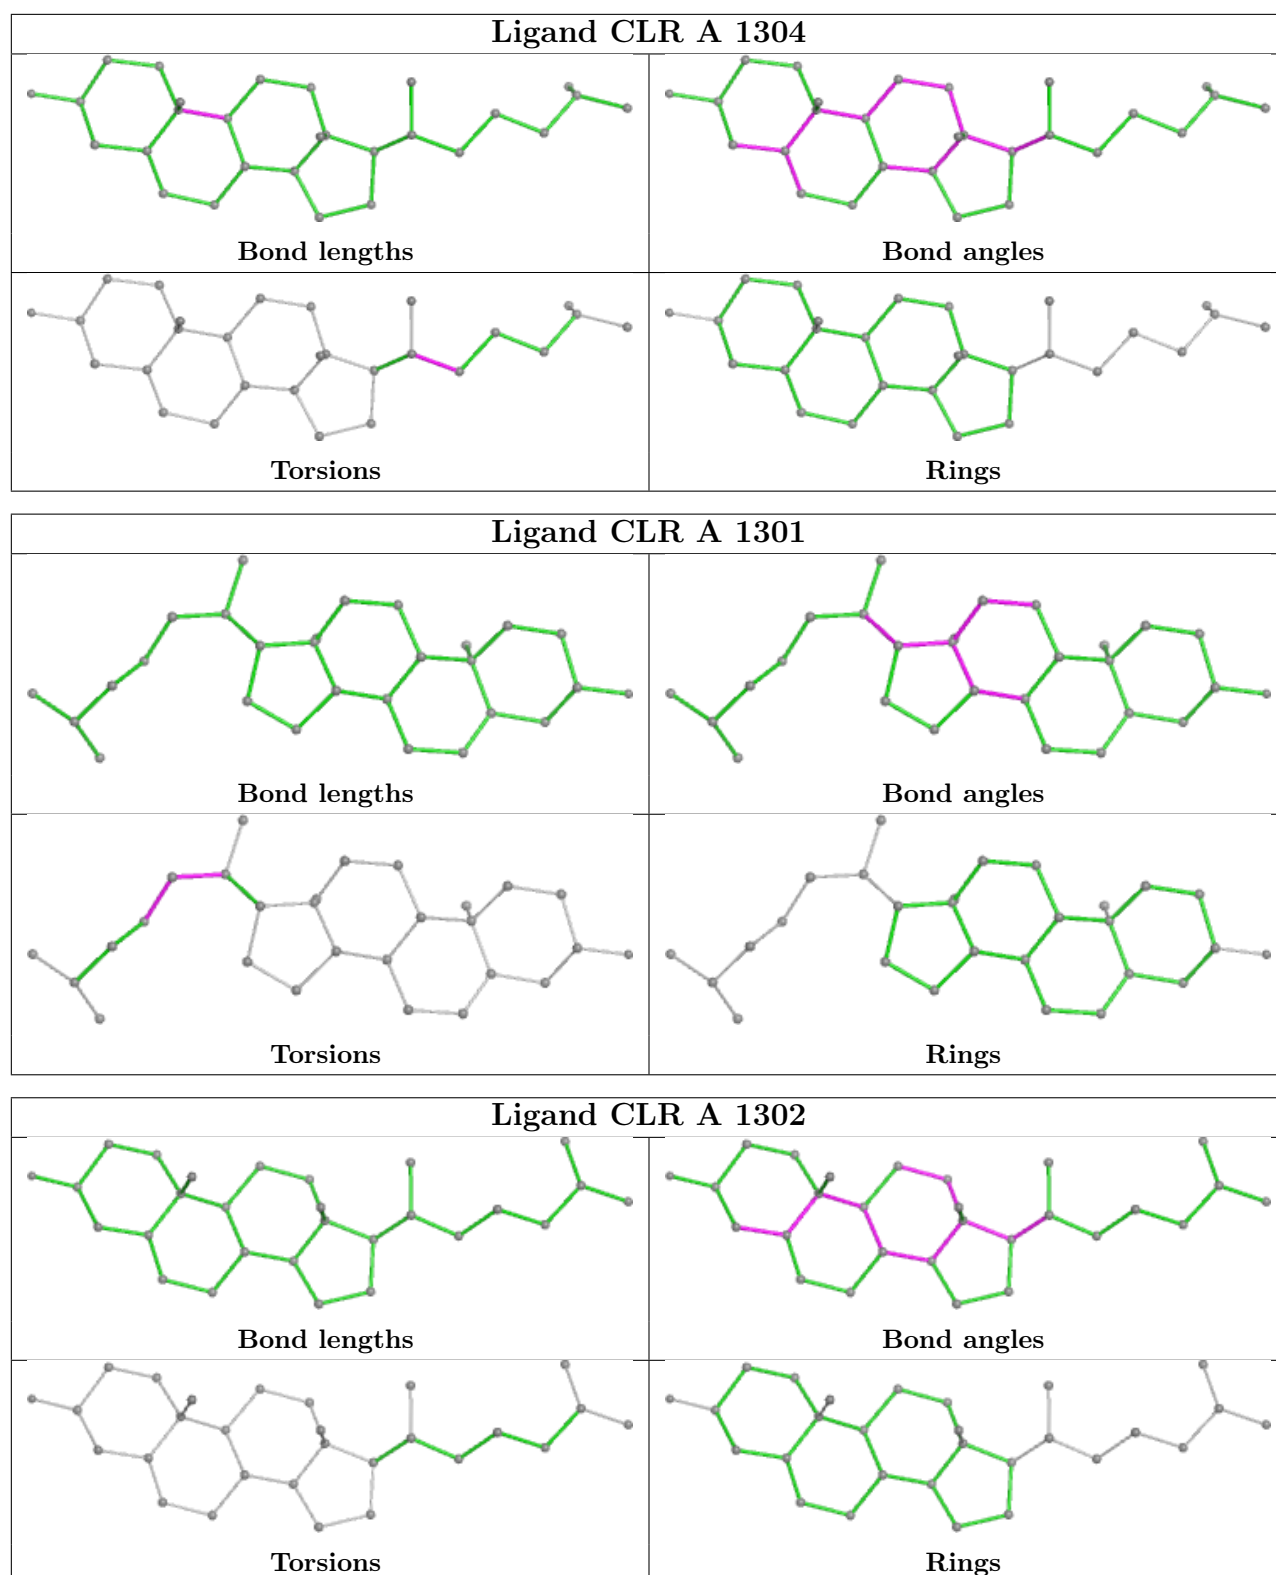 Ligand CLR A 1304
Bond lengths
Bond angles
Torsions
Rings
Ligand CLR A 1301
Bond lengths
Bond angles
Torsions
Rings
Ligand CLR A 1302
Bond lengths
Bond angles
Torsions
Rings